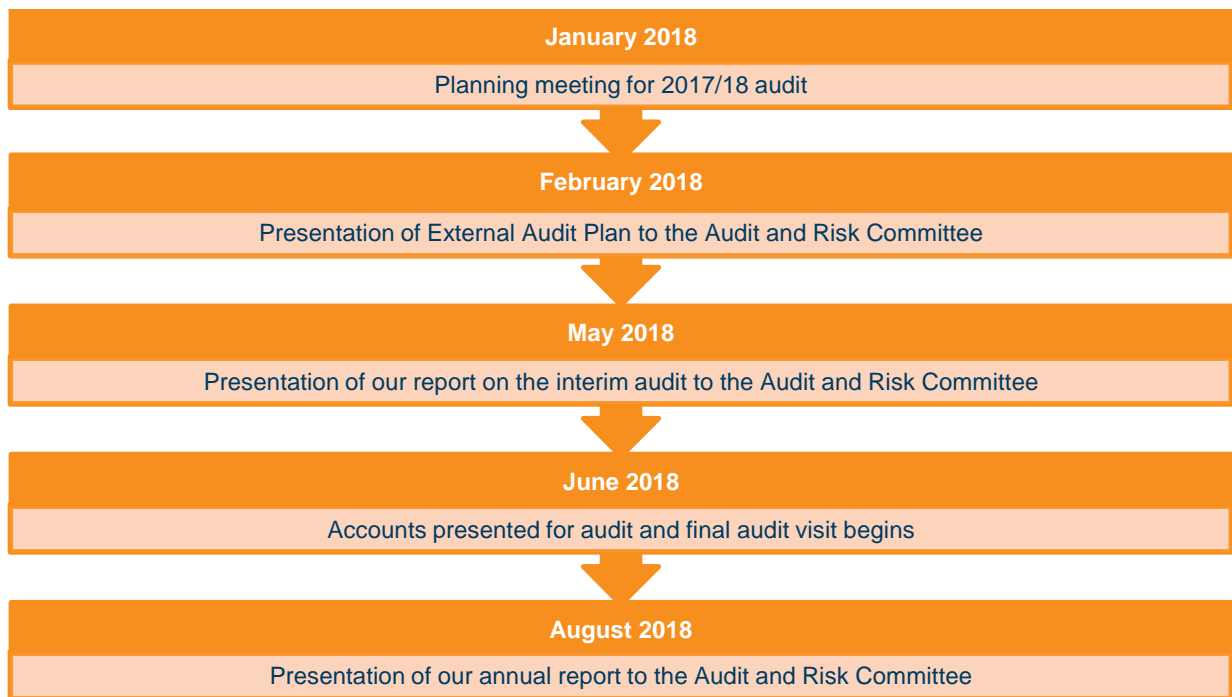 January 2018
Planning meeting for 2017/18 audit
February 2018
Presentation of External Audit Plan to the Audit and Risk Committee
May 2018
Presentation of our report on the interim audit to the Audit and Risk Committee
June 2018
Accounts presented for audit and final audit visit begins
August 2018
Presentation of our annual report to the Audit and Risk Committee